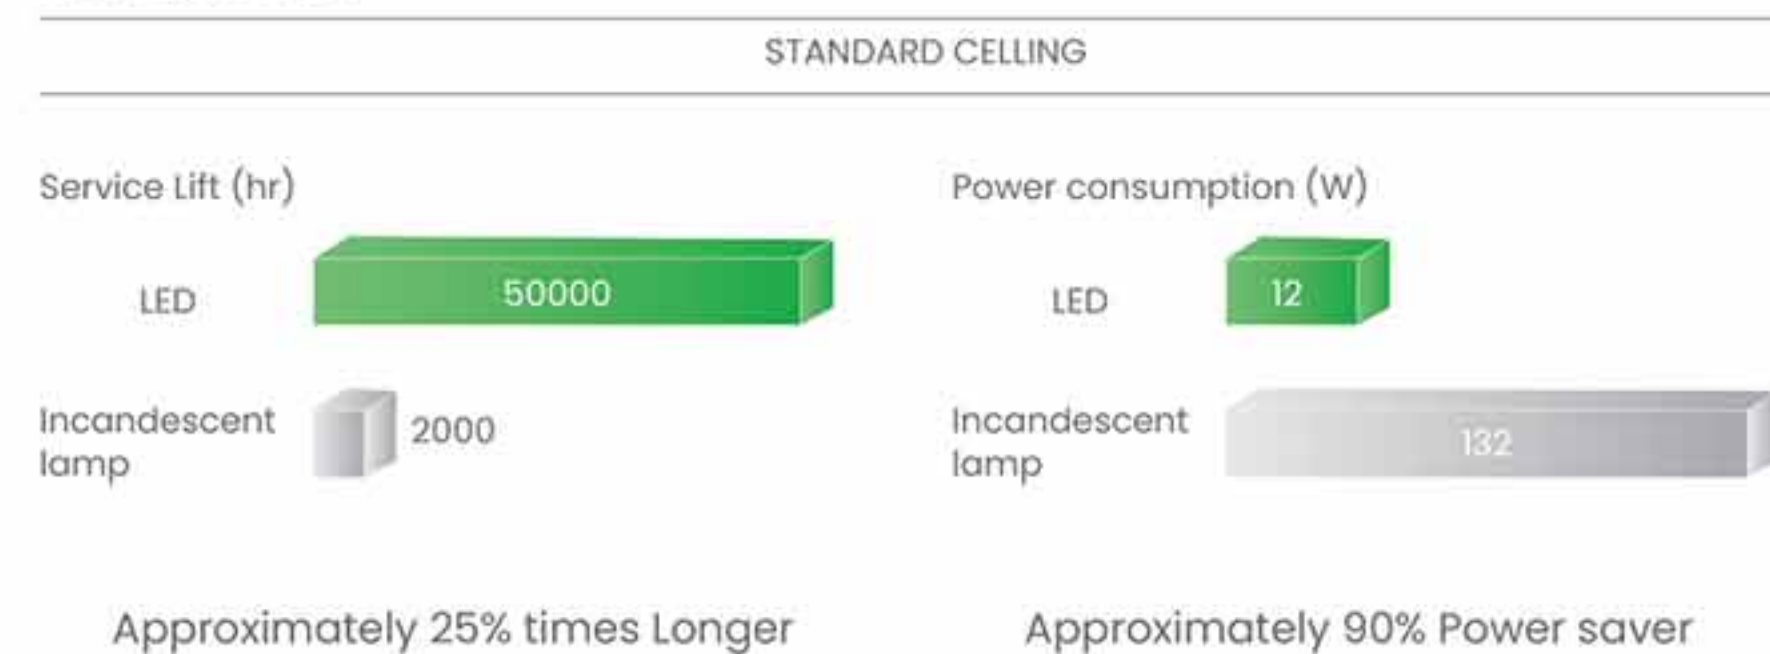 STANDARD CELLING
Service Lift (hr)
LED
50000
Incandescent
lamp
2000
Power consumption (W)
LED
12
Incandescent
lamp
132
Approximately 25% times Longer
Approximately 90% Power saver